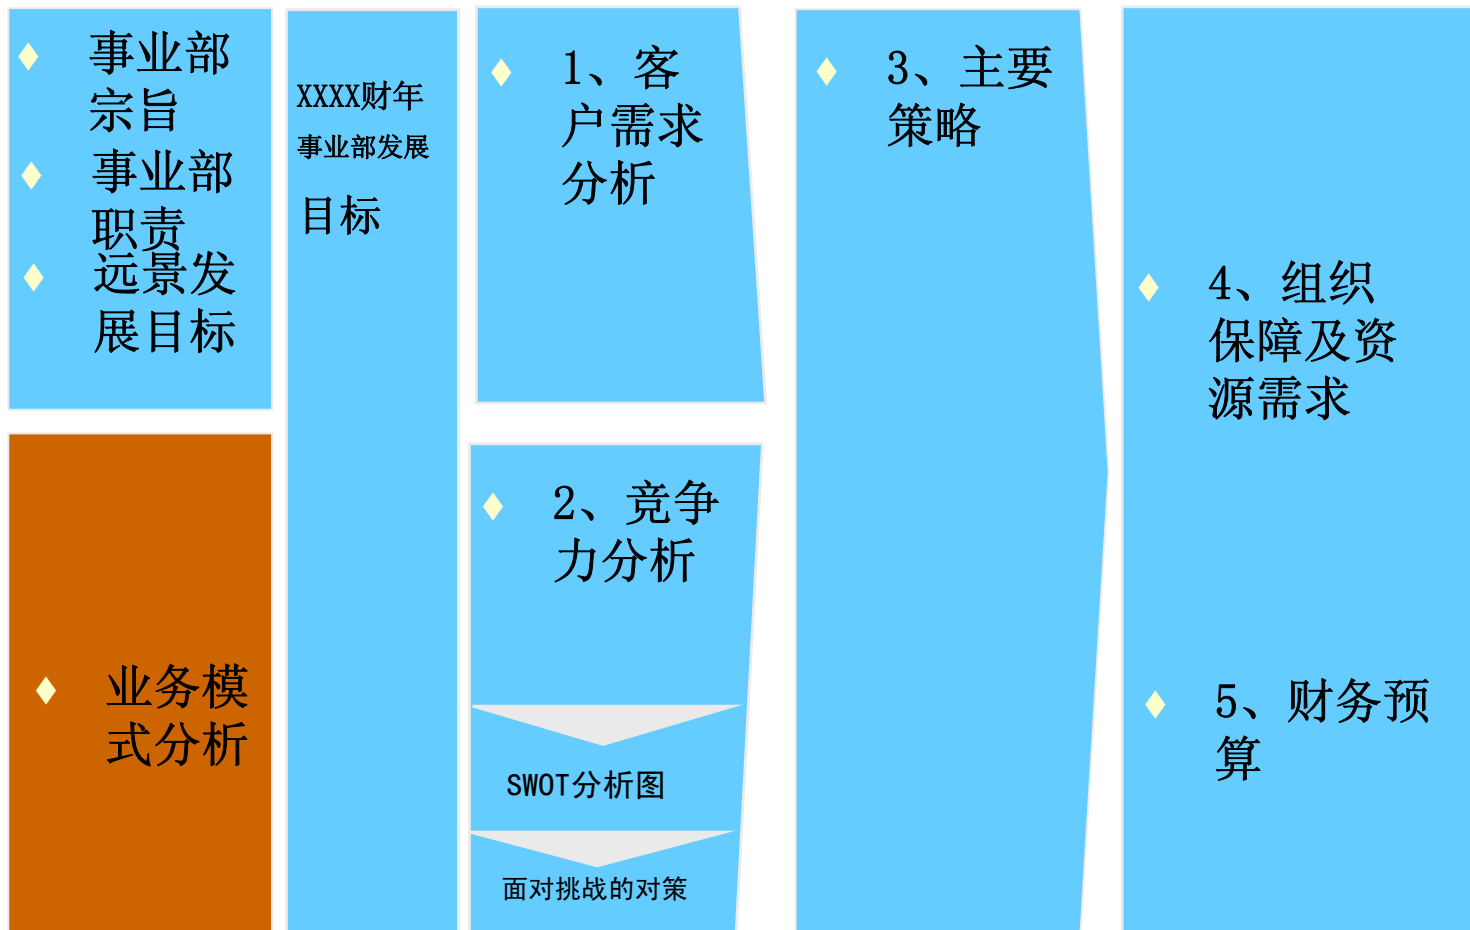 事业部
宗旨
事业部
职责
远景发
展目标
业务模
式分析
XXXX财年
事业部发展
目标
1、客
户需求
分析
2、竞争
力分析
SWOT分析图
面对挑战的对策
3、主要
策略
4、组织
保障及资
源需求
5、财务预
算